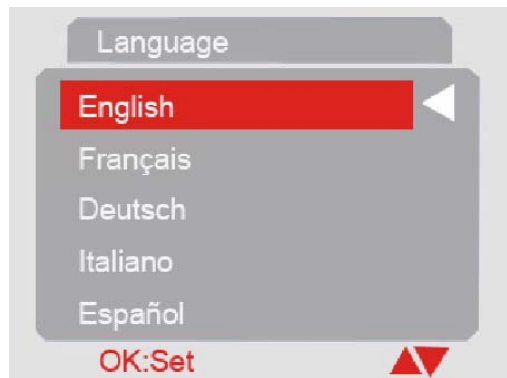 Language
English
Français
Deutsch
Italiano
Español
OK:Set